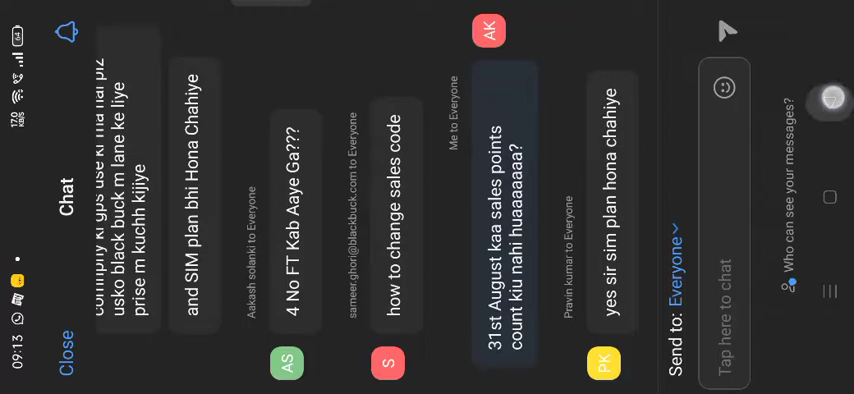 09:13
17.0
KB/S
64
Close
Chat
usko black buck m lane ke liye
prise m kuchh kijiye
and SIM plan bhi Hona Chahiye
Aakash solanki to Everyone
AS
4 No FT Kab Aaye Ga???
sameer.ghori@blackbuck.com to Everyone
S
how to change sales code
Me to Everyone
31st August kaa sales points
count kiu nahi huaaaaaaa?
AK
Pravin kumar to Everyone
PK
yes sir sim plan hona chahiye
Send to: Everyone
Tap here to chat
Who can see your messages?